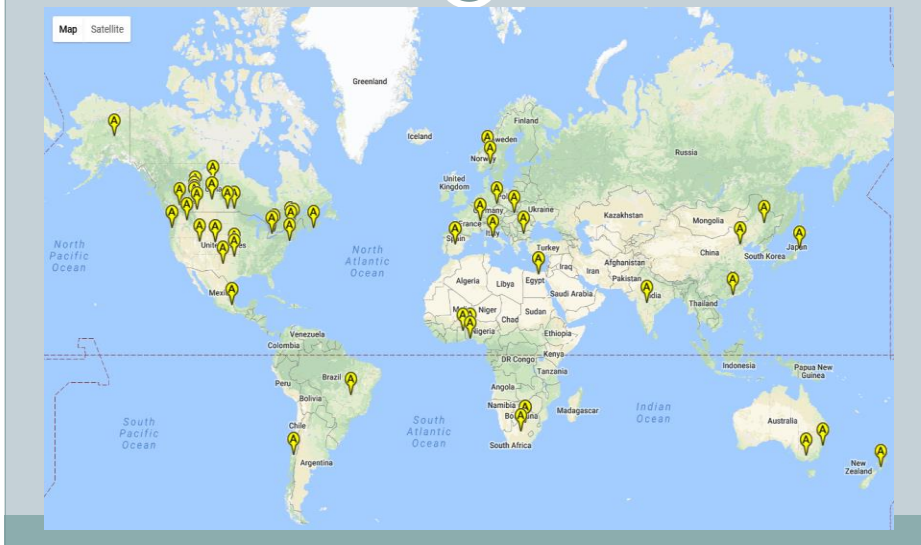 Map Satellite
Greenland
Iceland
Finland
Sweden
Norway
Russia
United
Kingdom
Germany
Ukraine
France
Italy
Spain
Kazakhstan
Mongolia
North
Pacific
Ocean
North
Atlantic
Ocean
Turkey
Afghanistan
China
Japan
South Korea
Iraq
Iran
Pakistan
Algeria
Libya
Egypt
Saudi Arabia
Thailand
Niger
Chad
Sudan
Nigeria
Ethiopia
Venezuela
Colombia
DR Congo
Kenya
Tanzania
Indonesia
Papua New
Guinea
Peru
Brazil
Bolivia
Angola
Namibia
Madagascar
Indian
Ocean
South
Pacific
Ocean
Chile
South
Atlantic
Ocean
Australia
South Africa
Argentina
New
Zealand